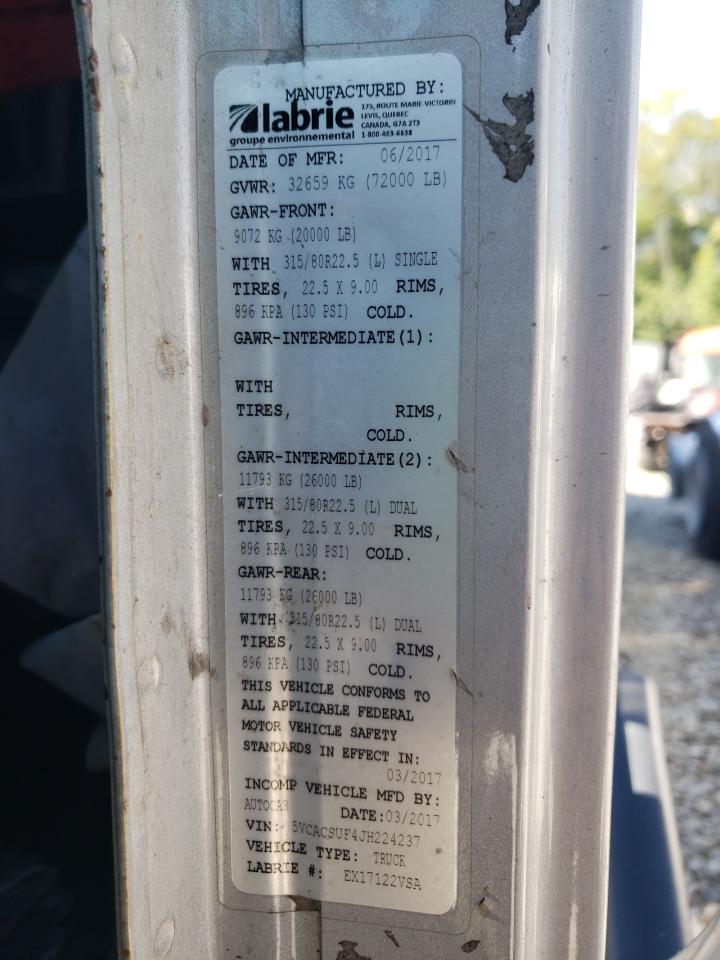 MANUFACTURED BY:
labrie
groupe environnemental
175, ROUTE MARIE-VICTORIN
LEVIS, QUEBEC
CANADA, G7A 2T3
1 800-463-6638
DATE OF MFR: 06/2017
GVWR: 32659 KG (72000 LB)
GAWR-FRONT:
9072 KG (20000 LB)
WITH 315/80R22.5 (L) SINGLE
TIRES, 22.5 X 9.00 RIMS,
896 KPA (130 PSI) COLD.
GAWR-INTERMEDIATE(1):
WITH
TIRES, RIMS,
COLD.
GAWR-INTERMEDIATE(2):
11793 KG (26000 LB)
WITH 315/80R22.5 (L) DUAL
TIRES, 22.5 X 9.00 RIMS,
896 KPA (130 PSI) COLD.
GAWR-REAR:
11793 KG (26000 LB)
WITH 315/80R22.5 (L) DUAL
TIRES, 22.5 X 9.00 RIMS,
896 KPA (130 PSI) COLD.
THIS VEHICLE CONFORMS TO
ALL APPLICABLE FEDERAL
MOTOR VEHICLE SAFETY
STANDARDS IN EFFECT IN:
03/2017
INCOMP VEHICLE MFD BY:
AUTOCAR DATE:03/2017
VIN: 5VCACSUF4JH224237
VEHICLE TYPE: TRUCK
LABRIE #: EX17122VSA